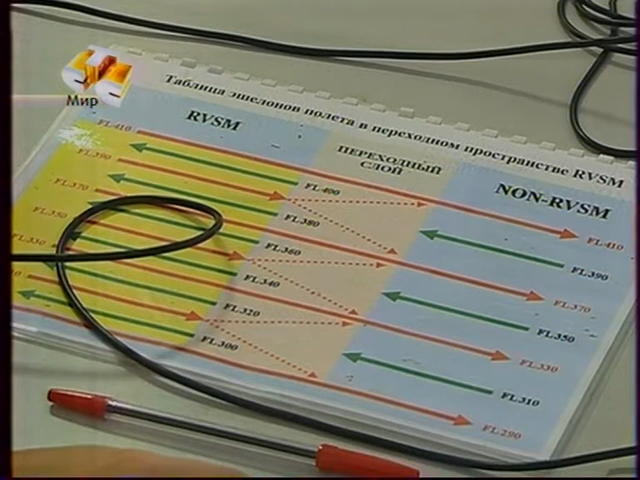 СТС
Мир
Таблица эшелонов полета в переходном пространстве RVSM
RVSM
ПЕРЕХОДНЫЙ СЛОЙ
NON-RVSM
FL410
FL390
FL370
FL350
FL330
FL400
FL380
FL360
FL340
FL320
FL300
FL410
FL390
FL370
FL350
FL330
FL310
FL290